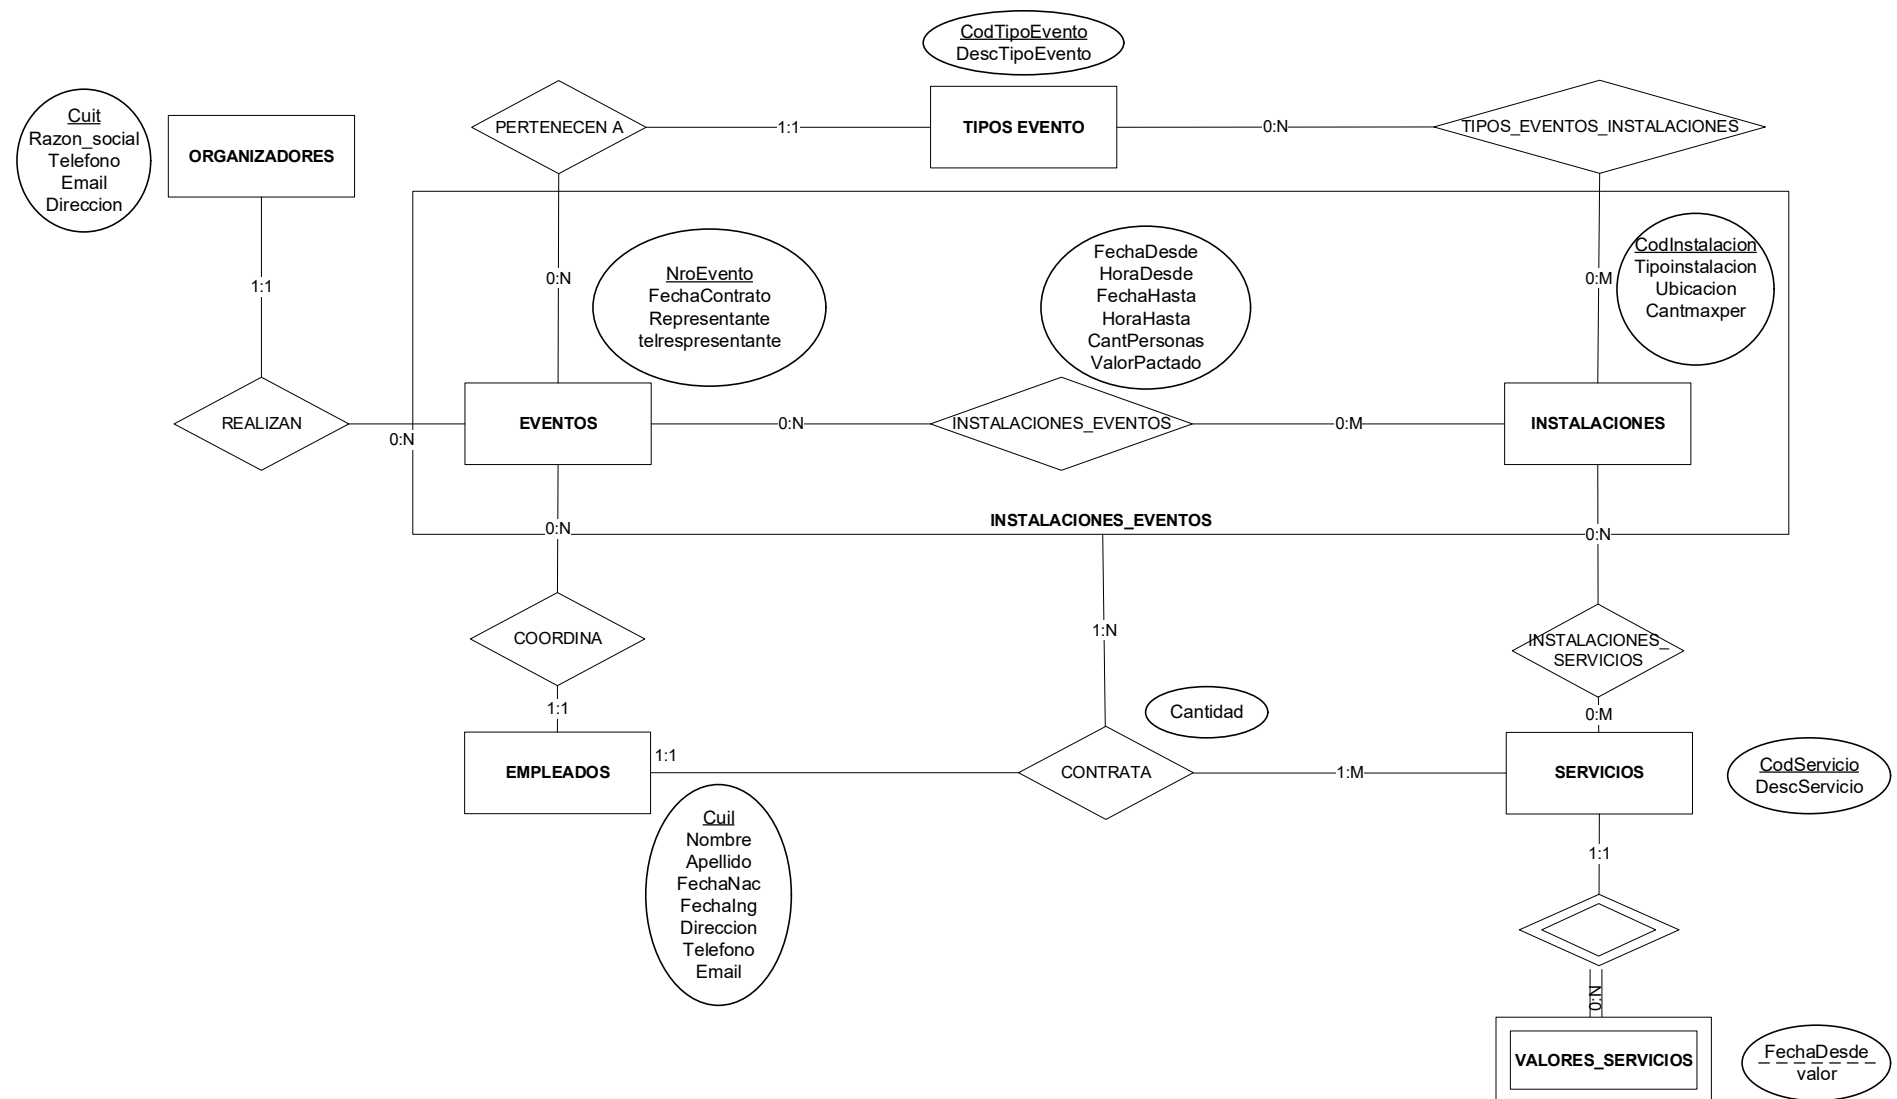 CodTipoEvento
DescTipoEvento
Cuit
Razon_social
Telefono
Email
Direccion
ORGANIZADORES
PERTENECEN A
1:1
TIPOS EVENTO
0:N
TIPOS_EVENTOS_INSTALACIONES
1:1
0:N
NroEvento
FechaContrato
Representante
telrespresentante
FechaDesde
HoraDesde
FechaHasta
HoraHasta
CantPersonas
ValorPactado
0:M
CodInstalacion
Tipoinstalacion
Ubicacion
Cantmaxper
REALIZAN
0:N
EVENTOS
0:N
INSTALACIONES_EVENTOS
0:M
INSTALACIONES
INSTALACIONES_EVENTOS
0:N
0:N
COORDINA
1:N
INSTALACIONES_
SERVICIOS
1:1
Cantidad
0:M
EMPLEADOS
1:1
CONTRATA
1:M
SERVICIOS
CodServicio
DescServicio
Cuil
Nombre
Apellido
FechaNac
FechaIng
Direccion
Telefono
Email
1:1
0:N
VALORES_SERVICIOS
FechaDesde
valor